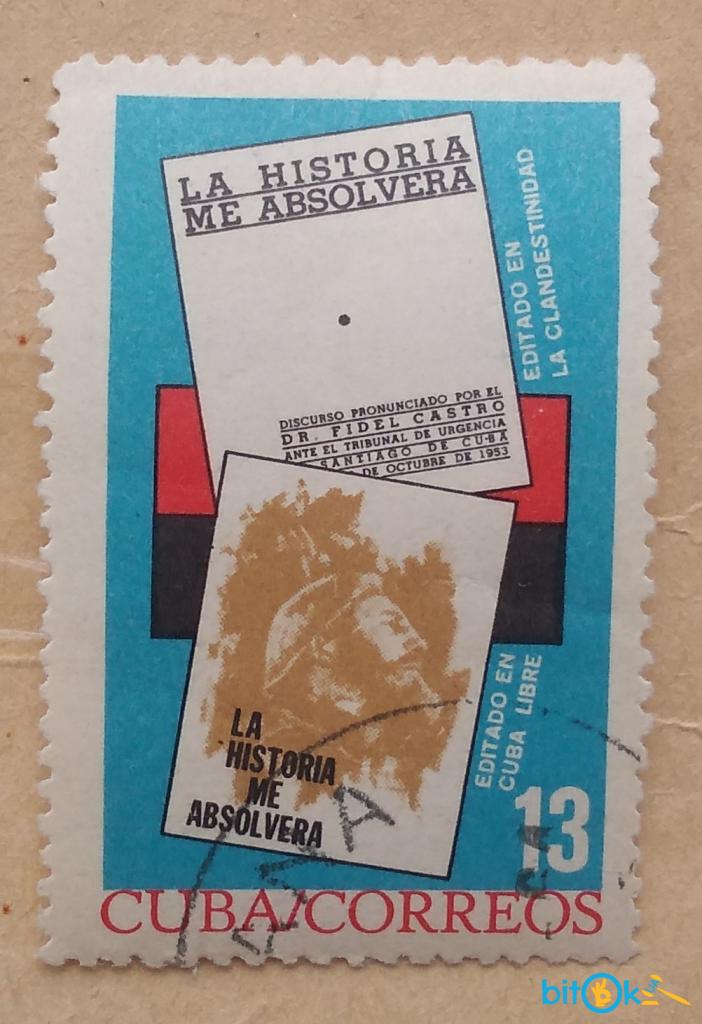 LA HISTORIA
ME ABSOLVERA
EDITADO EN
LA CLANDESTINIDAD
DISCURSO PRONUNCIADO POR EL
DR. FIDEL CASTRO
ANTE EL TRIBUNAL DE URGENCIA
SANTIAGO DE CUBA
DE OCTUBRE DE 1953
EDITADO EN
CUBA LIBRE
LA
HISTORIA
ME
ABSOLVERA
13
CUBA/CORREOS
bitok